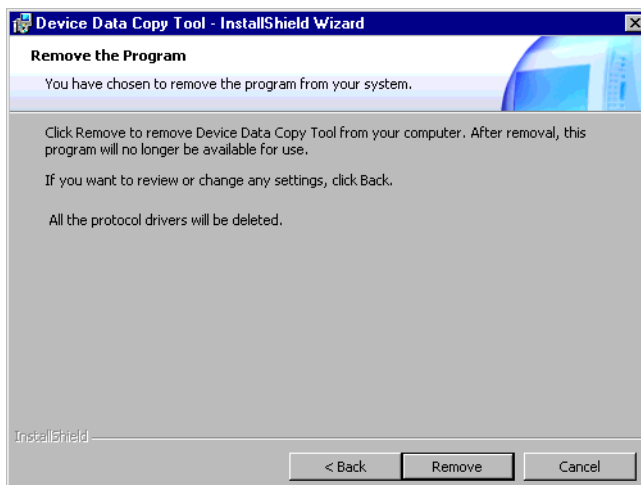 Device Data Copy Tool - InstallShield Wizard
Remove the Program
You have chosen to remove the program from your system.
Click Remove to remove Device Data Copy Tool from your computer. After removal, this
program will no longer be available for use.
If you want to review or change any settings, click Back.
All the protocol drivers will be deleted.
InstallShield
< Back Remove Cancel